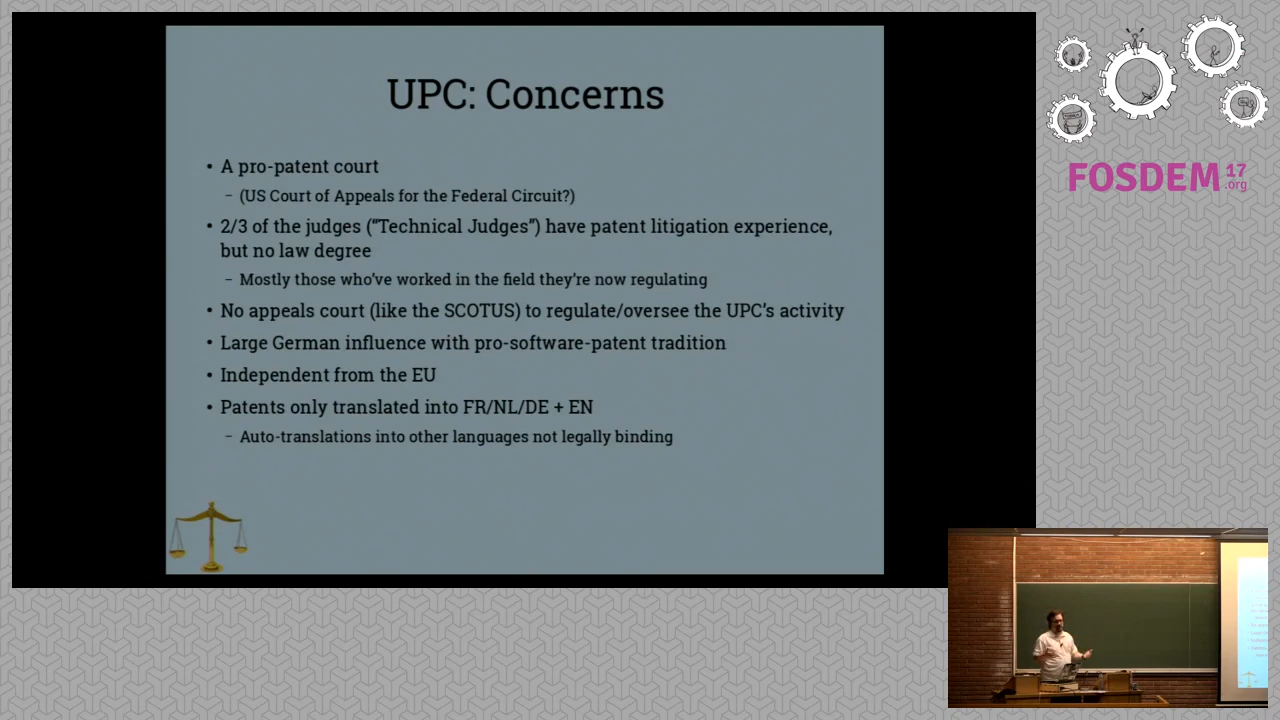 UPC: Concerns
• A pro-patent court
– (US Court of Appeals for the Federal Circuit?)
• 2/3 of the judges (“Technical Judges”) have patent litigation experience,
but no law degree
– Mostly those who’ve worked in the field they’re now regulating
• No appeals court (like the SCOTUS) to regulate/oversee the UPC’s activity
• Large German influence with pro-software-patent tradition
• Independent from the EU
• Patents only translated into FR/NL/DE + EN
– Auto-translations into other languages not legally binding
FOSDEM 17
.org